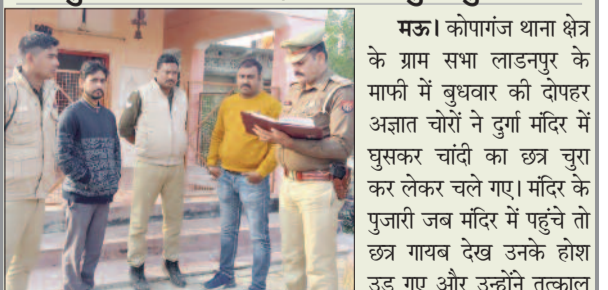 मऊ। कोपागंज थाना क्षेत्र
के ग्राम सभा लाडनपुर के
माफी में बुधवार की दोपहर
अज्ञात चोरों ने दुर्गा मंदिर में
घुसकर चांदी का छत्र चुरा
कर लेकर चले गए। मंदिर के
पुजारी जब मंदिर में पहुंचे तो
छत्र गायब देख उनके होश
उड़ गए और उन्होंने तत्काल